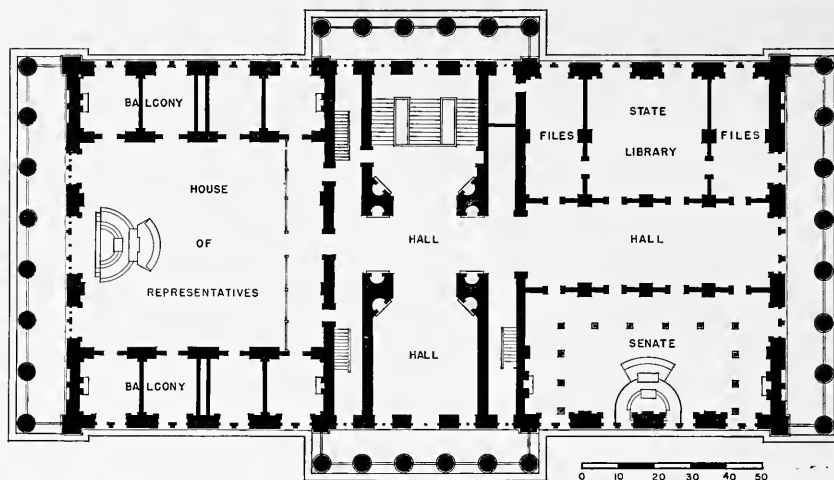 BALCONY
HOUSE
OF
REPRESENTATIVES
BALCONY
HALL
HALL
FILES
STATE
LIBRARY
FILES
HALL
SENATE
0 10 20 30 40 50